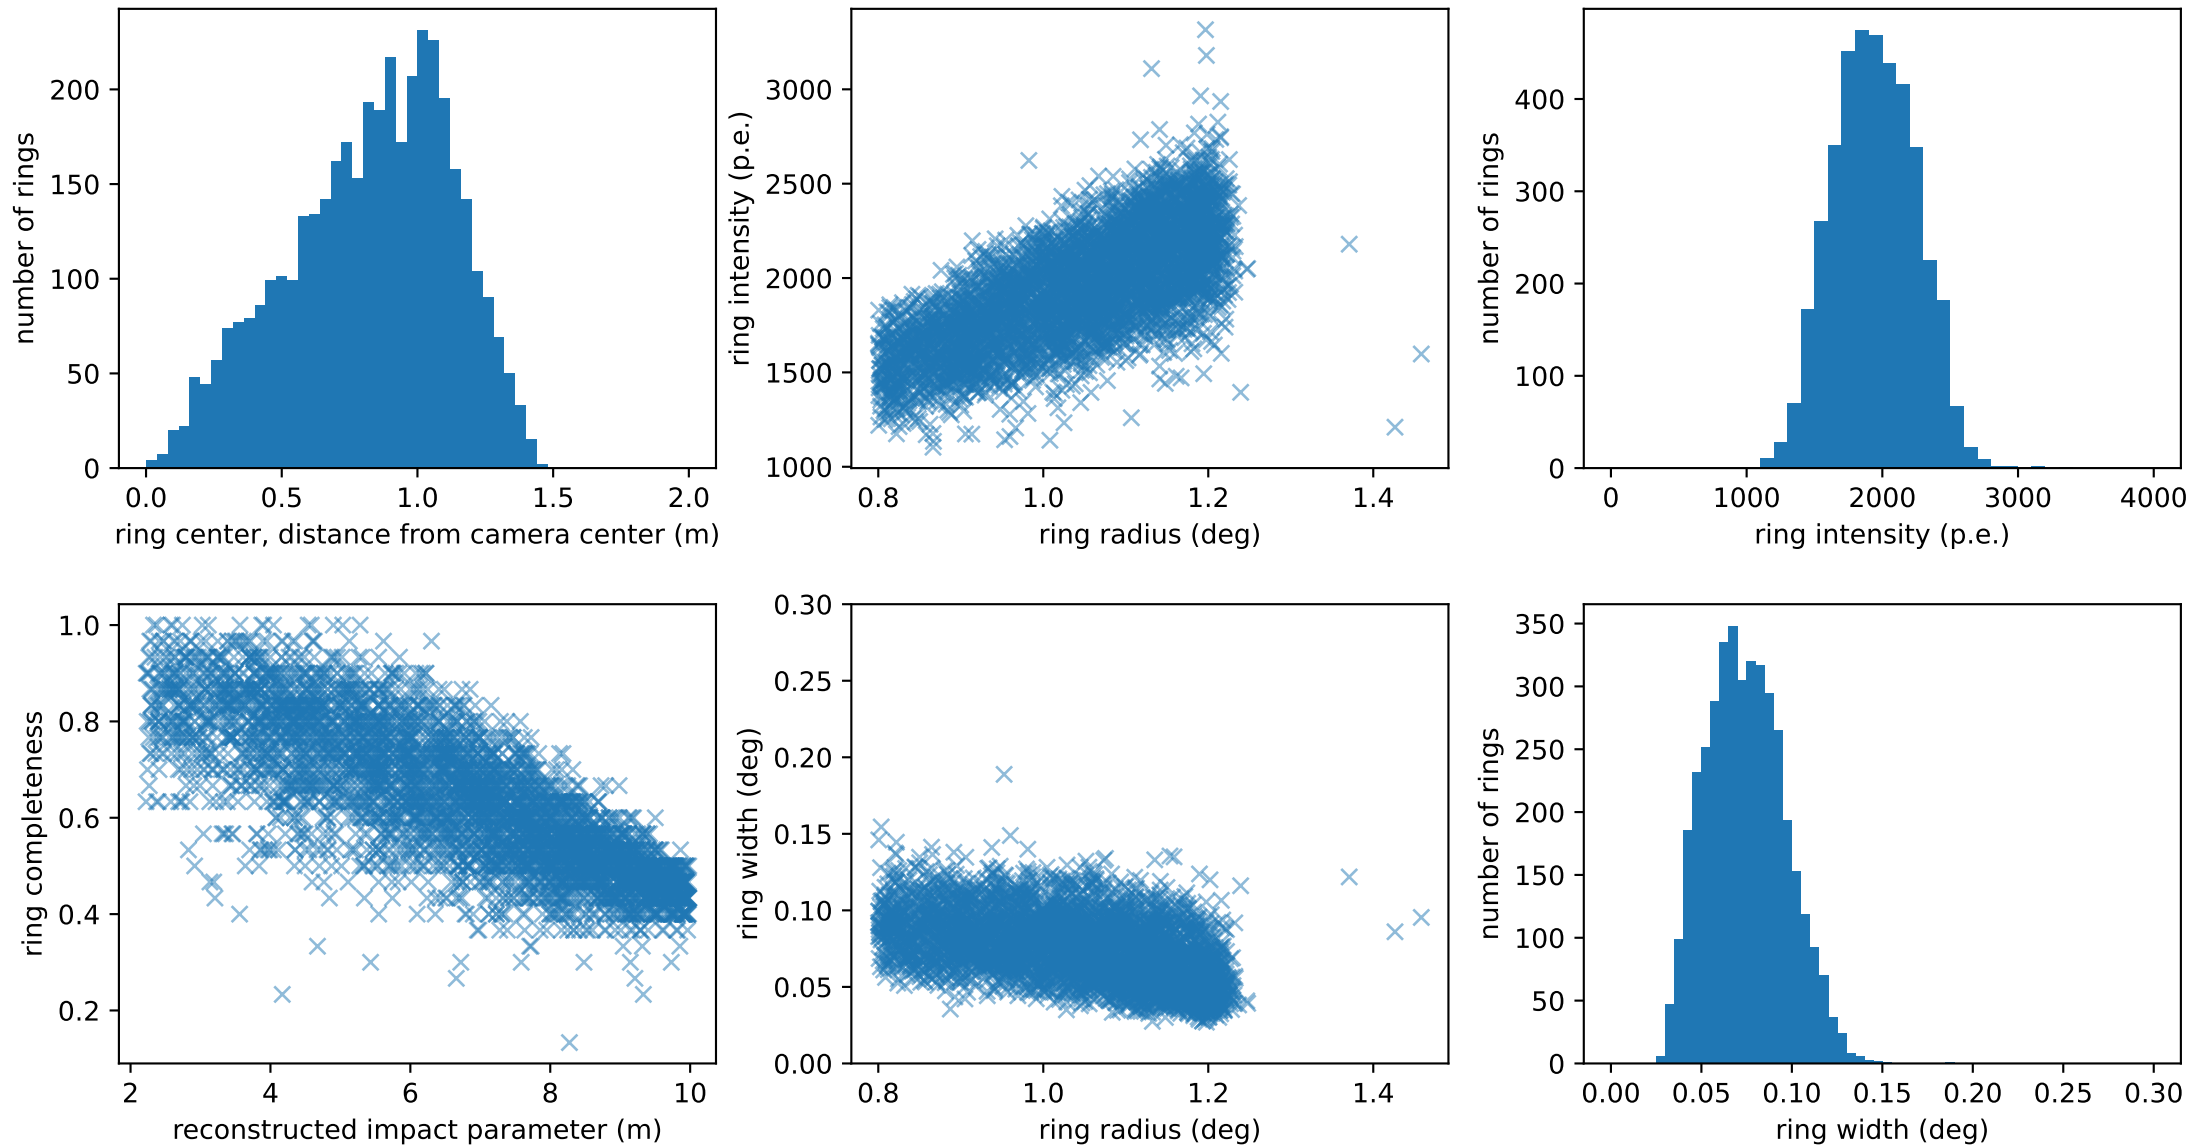 number of rings
200
150
100
50
0
0.0 0.5 1.0 1.5 2.0
ring center, distance from camera center (m)
ring intensity (p.e.)
3000
2500
2000
1500
1000
0.8 1.0 1.2 1.4
ring radius (deg)
number of rings
400
300
200
100
0
0 1000 2000 3000 4000
ring intensity (p.e.)
ring completeness
1.0
0.8
0.6
0.4
0.2
2 4 6 8 10
reconstructed impact parameter (m)
ring width (deg)
0.30
0.25
0.20
0.15
0.10
0.05
0.00
0.8 1.0 1.2 1.4
ring radius (deg)
number of rings
350
300
250
200
150
100
50
0
0.00 0.05 0.10 0.15 0.20 0.25 0.30
ring width (deg)